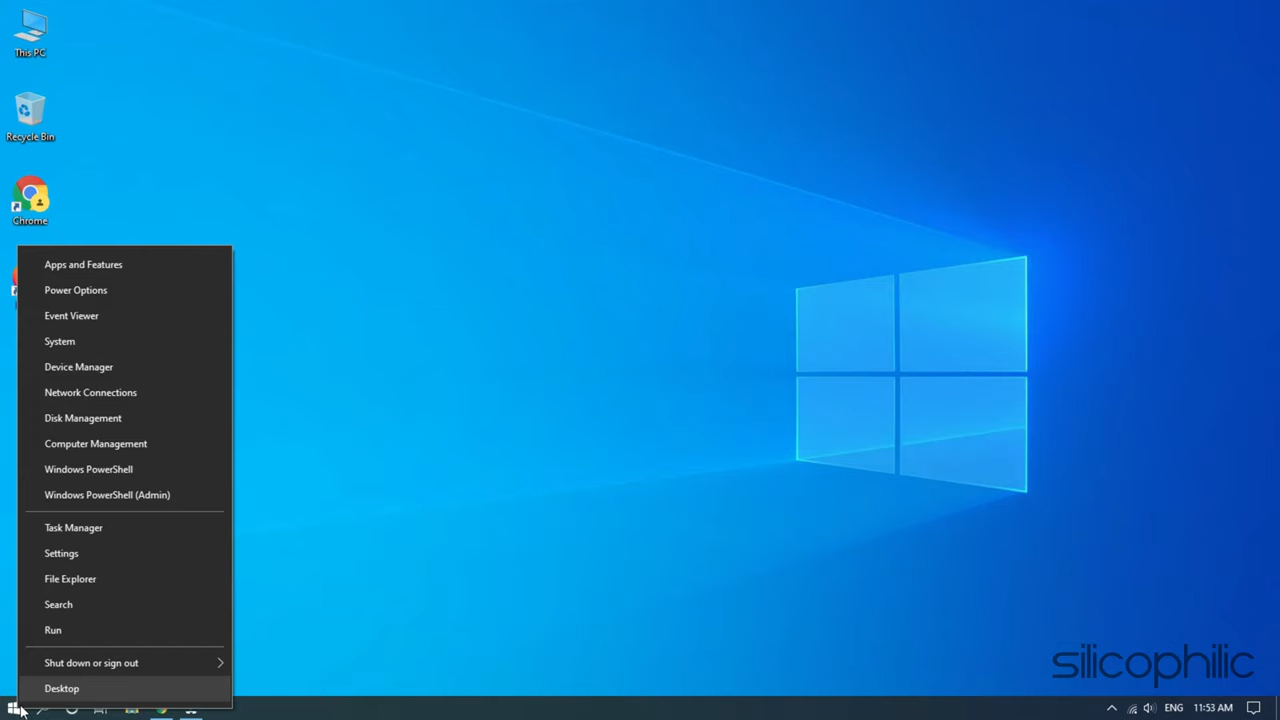 This PC
Recycle Bin
Chrome
Apps and Features
Power Options
Event Viewer
System
Device Manager
Network Connections
Disk Management
Computer Management
Windows PowerShell
Windows PowerShell (Admin)
Task Manager
Settings
File Explorer
Search
Run
Shut down or sign out
Desktop
silicophilic
ENG 11:53 AM